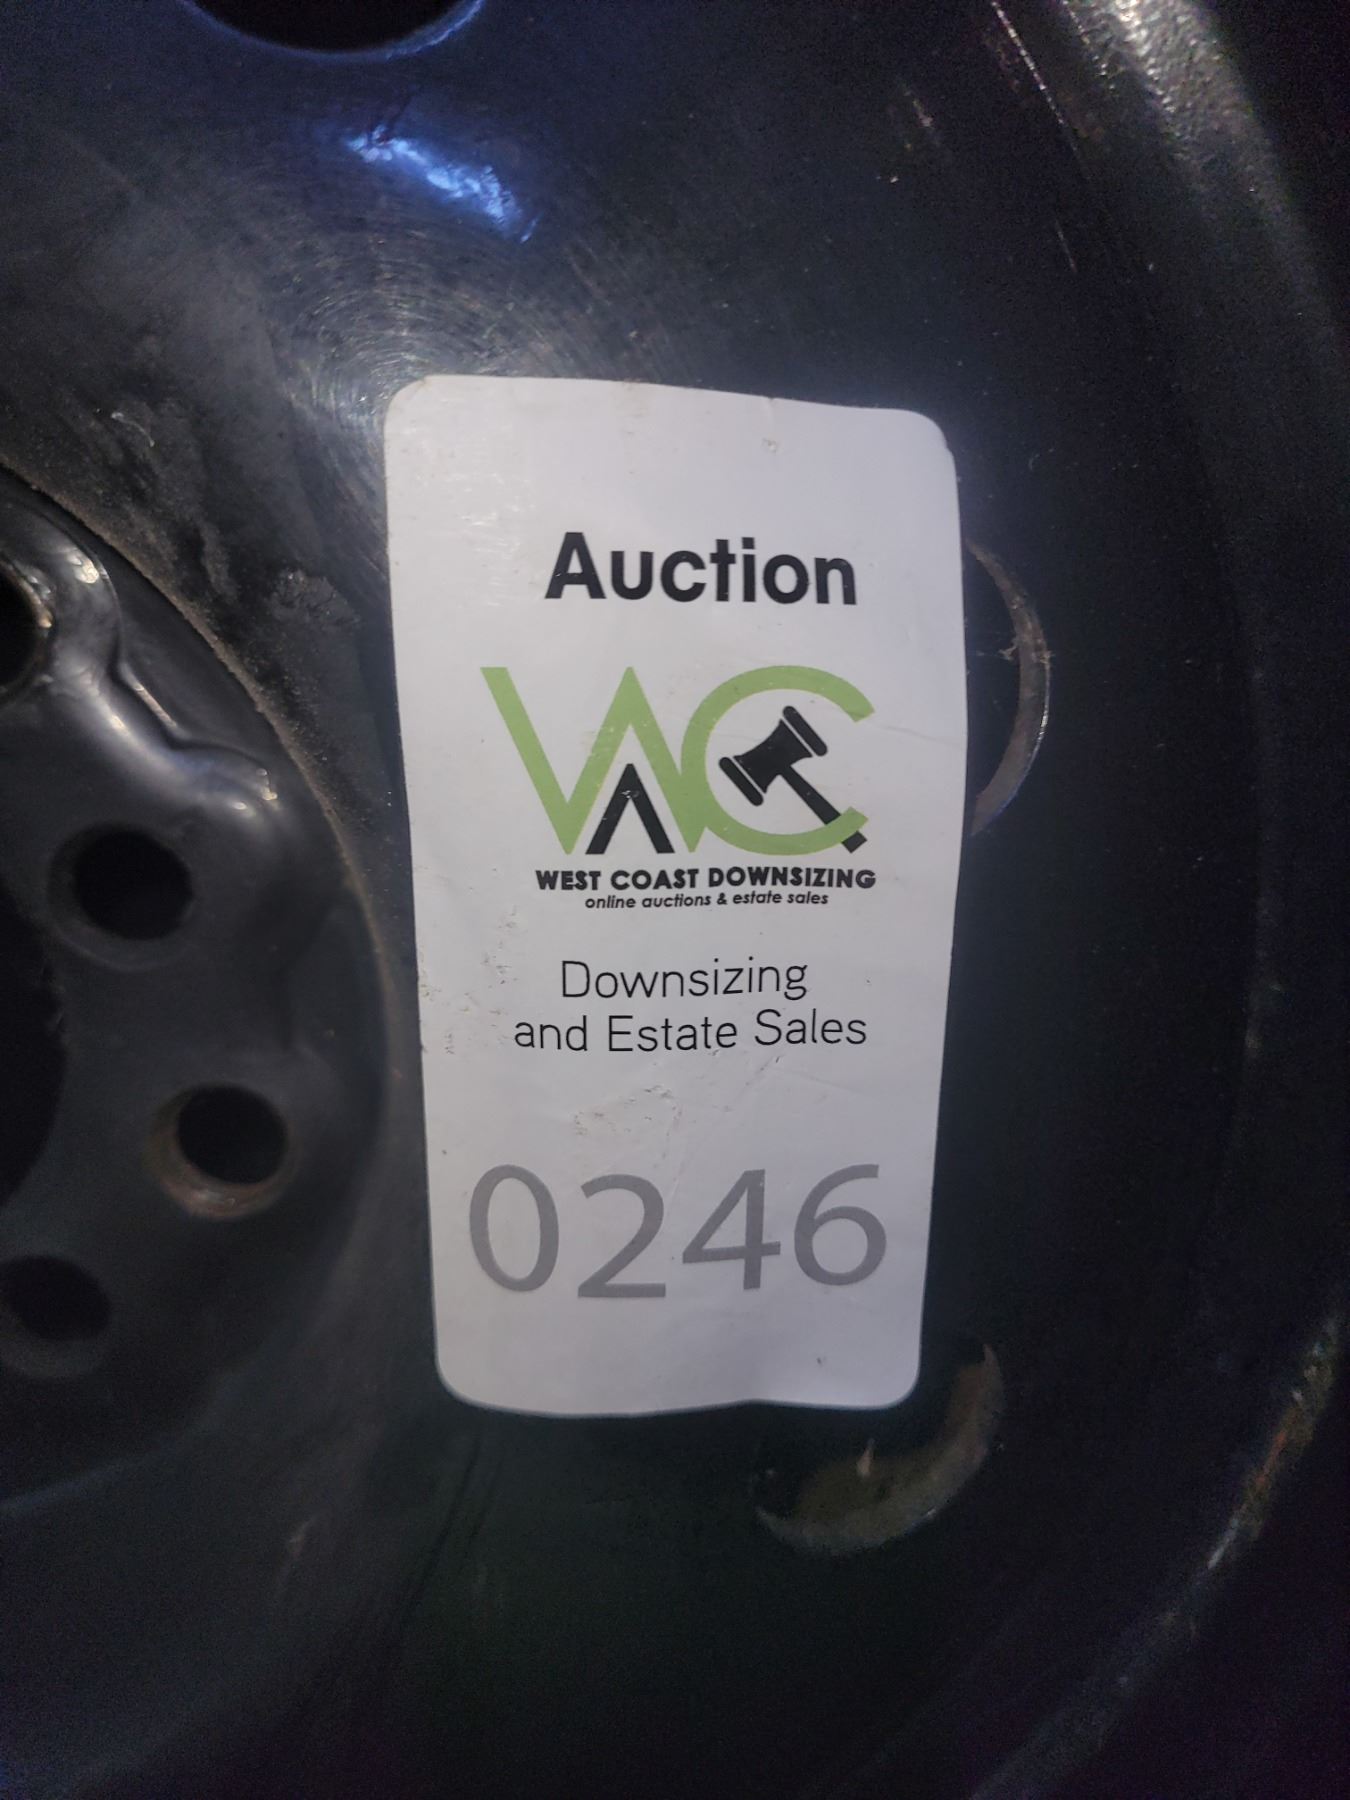 Auction
WC
WEST COAST DOWNSIZING
online auctions & estate sales
Downsizing
and Estate Sales
0246